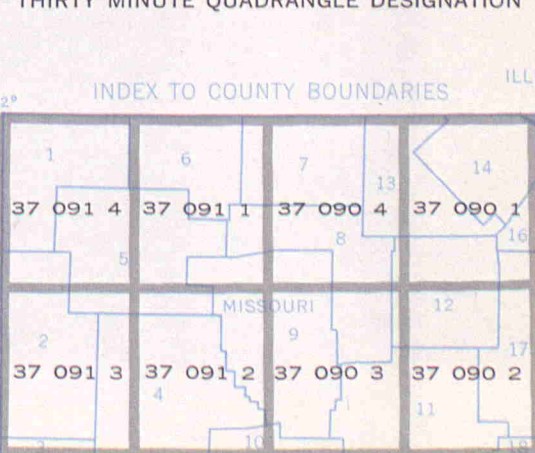 THIRTY MINUTE QUADRANGLE DESIGNATION
INDEX TO COUNTY BOUNDARIES
ILL
2°
1 6 7 13 14
37 091 4 37 091 1 37 090 4 37 090 1
5 8 16
MISSOURI
2 9 12 17
37 091 3 37 091 2 37 090 3 37 090 2
4 11
10